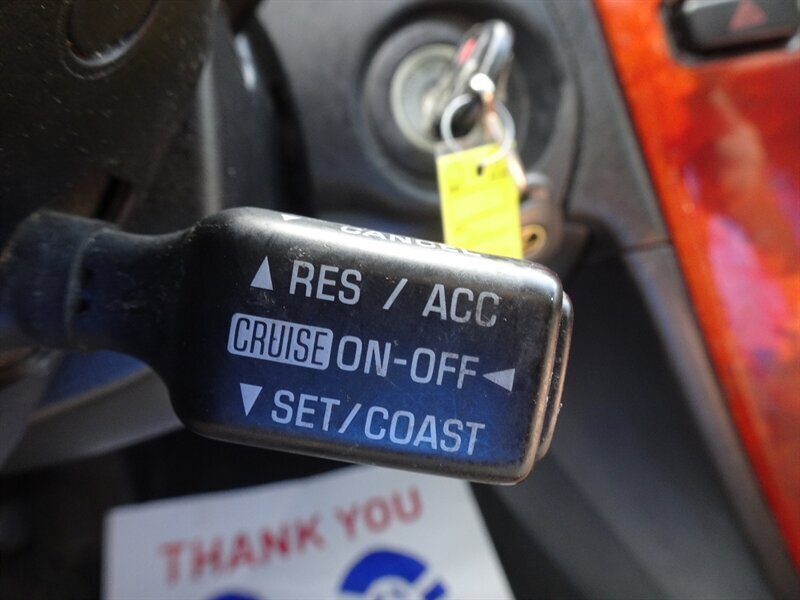 CANCEL
▲ RES / ACC
CRUISE ON-OFF ◀
▼ SET/COAST
THANK YOU